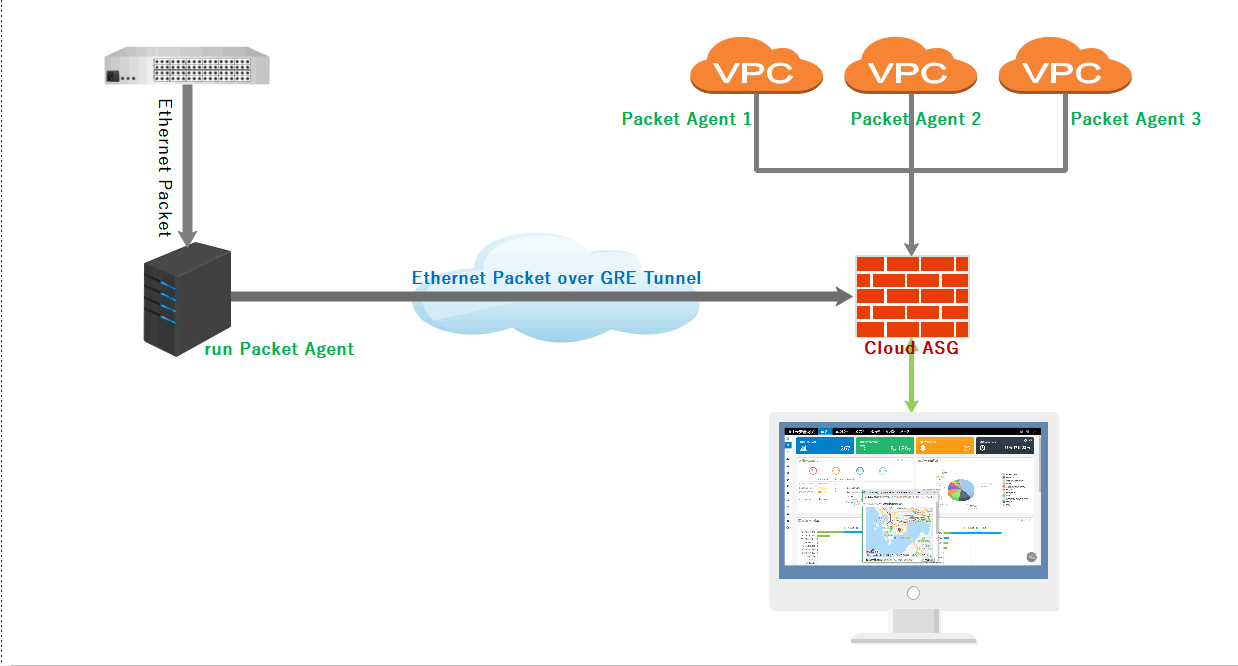 VPC
VPC
VPC
Ethernet Packet
Packet Agent 1
Packet Agent 2
Packet Agent 3
Ethernet Packet over GRE Tunnel
run Packet Agent
Cloud ASG